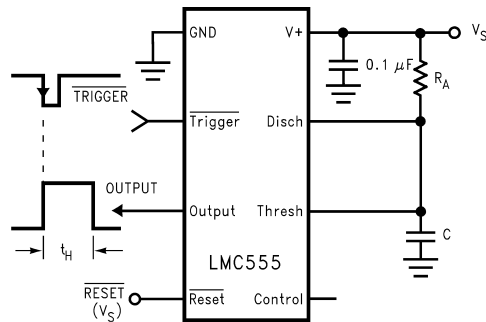 GND
V+
V_S
0.1 μF
R_A
TRIGGER
Trigger
Disch
OUTPUT
Output
Thresh
t_H
C
LMC555
RESET
(V_S)
Reset
Control